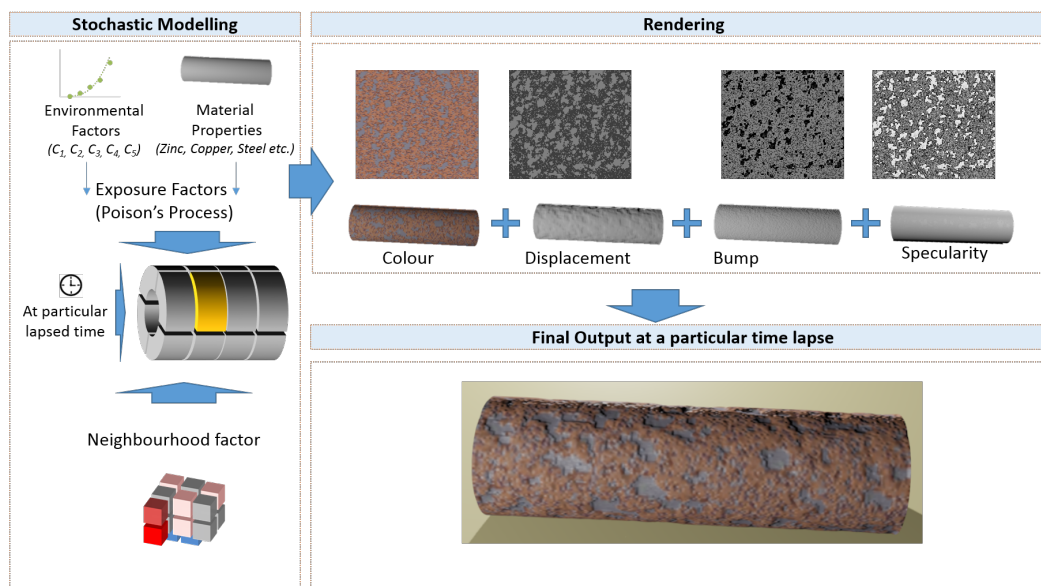 Stochastic Modelling
Environmental
Factors
(C₁, C₂, C₃, C₄, C₅)
Material
Properties
(Zinc, Copper, Steel etc.)
Exposure Factors
(Poison's Process)
At particular
lapsed time
Neighbourhood factor
Rendering
Colour
Displacement
Bump
Specularity
Final Output at a particular time lapse